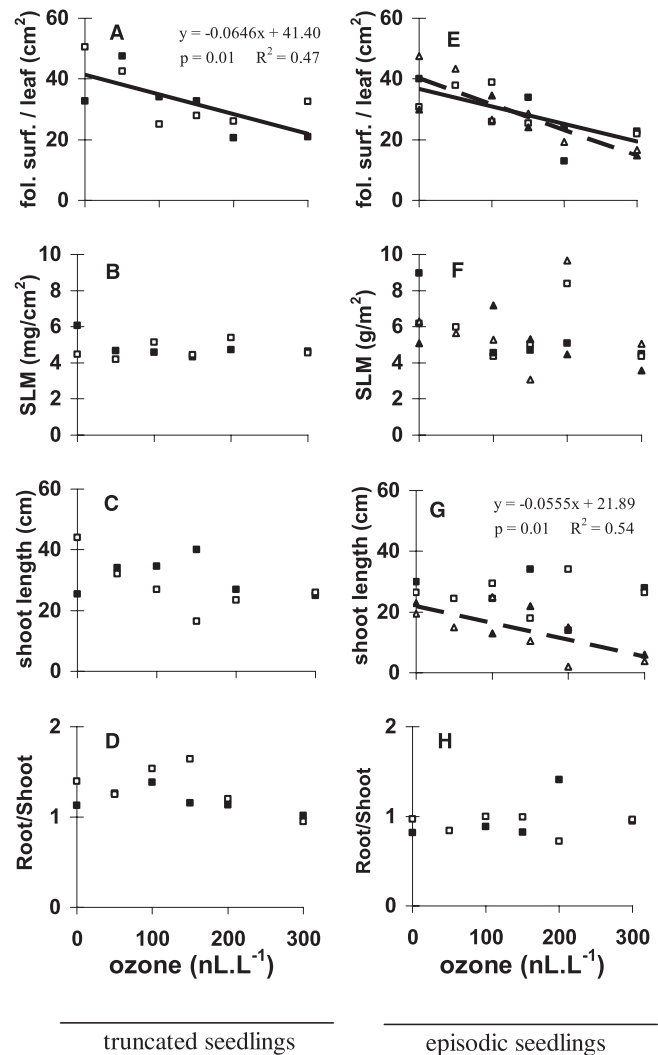 fol. surf. / leaf (cm²)
60
40
20
0
A
y = -0.0646x + 41.40
p = 0.01 R² = 0.47
fol. surf. / leaf (cm²)
60
40
20
0
E
SLM (mg/cm²)
10
8
6
4
2
0
B
SLM (g/m²)
10
8
6
4
2
0
F
shoot length (cm)
60
40
20
0
C
shoot length (cm)
60
40
20
0
G
y = -0.0555x + 21.89
p = 0.01 R² = 0.54
Root/Shoot
2
1
0
D
0 100 200 300
ozone (nL.L⁻¹)
Root/Shoot
2
1
0
H
0 100 200 300
ozone (nL.L⁻¹)
truncated seedlings
episodic seedlings